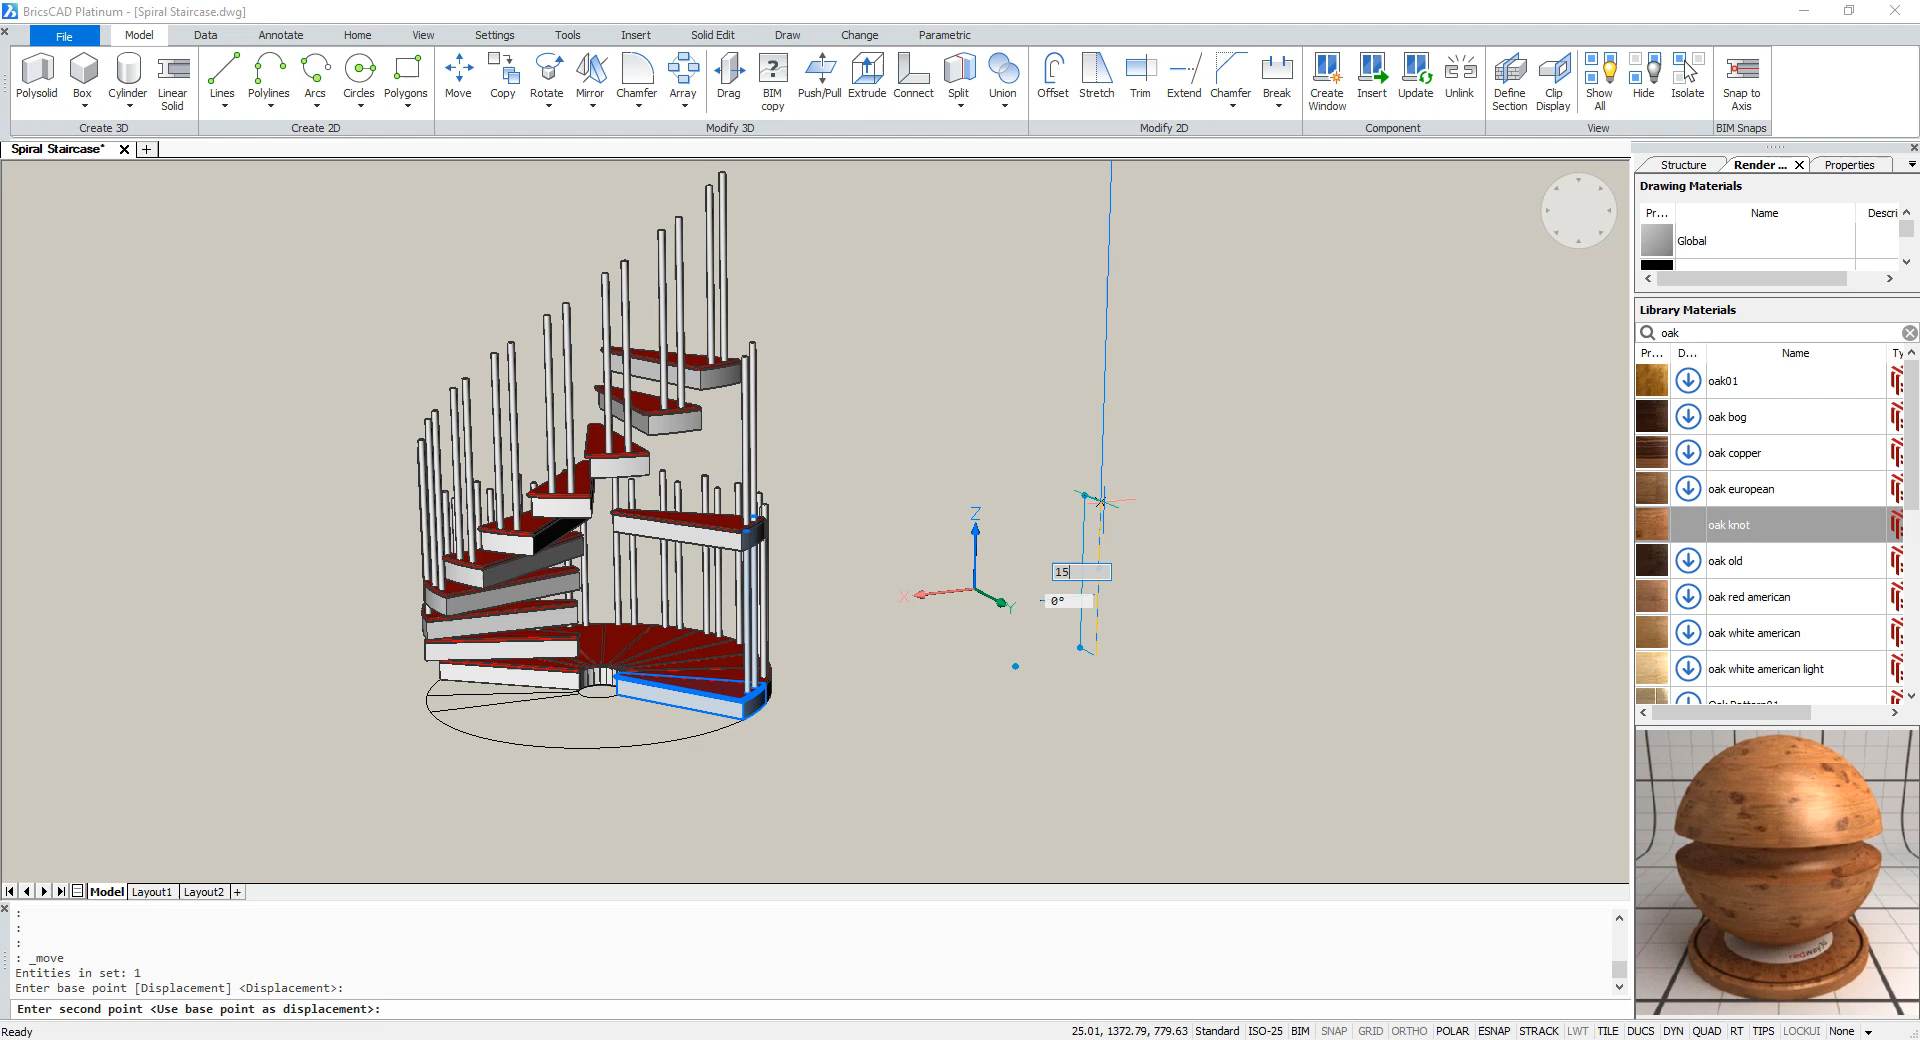 BricsCAD Platinum - [Spiral Staircase.dwg]
File Model Data Annotate Home View Settings Tools Insert Solid Edit Draw Change Parametric
Polysolid Box Cylinder Linear Solid
Lines Polylines Arcs Circles Polygons
Move Copy Rotate Mirror Chamfer Array Drag BIM copy Push/Pull Extrude Connect Split Union
Offset Stretch Trim Extend Chamfer Break
Create Window Insert Update Unlink
Define Section Clip Display Show All Hide Isolate
Snap to Axis
Create 3D Create 2D Modify 3D Modify 2D Component View BIM Snaps
Spiral Staircase*
Structure Render ... Properties
Drawing Materials
Pr... Name Descri
Global
Library Materials
oak
Pr... D... Name Ty
oak01
oak bog
oak copper
oak european
oak knot
oak old
oak red american
oak white american
oak white american light
Z
X
Y
15
0°
Model Layout1 Layout2 +
:
:
:
: _move
Entities in set: 1
Enter base point [Displacement] <Displacement>:
Enter second point <Use base point as displacement>:
Ready
25.01, 1372.79, 779.63 Standard ISO-25 BIM SNAP GRID ORTHO POLAR ESNAP STRACK LWT TILE DUCS DYN QUAD RT TIPS LOCKUI None